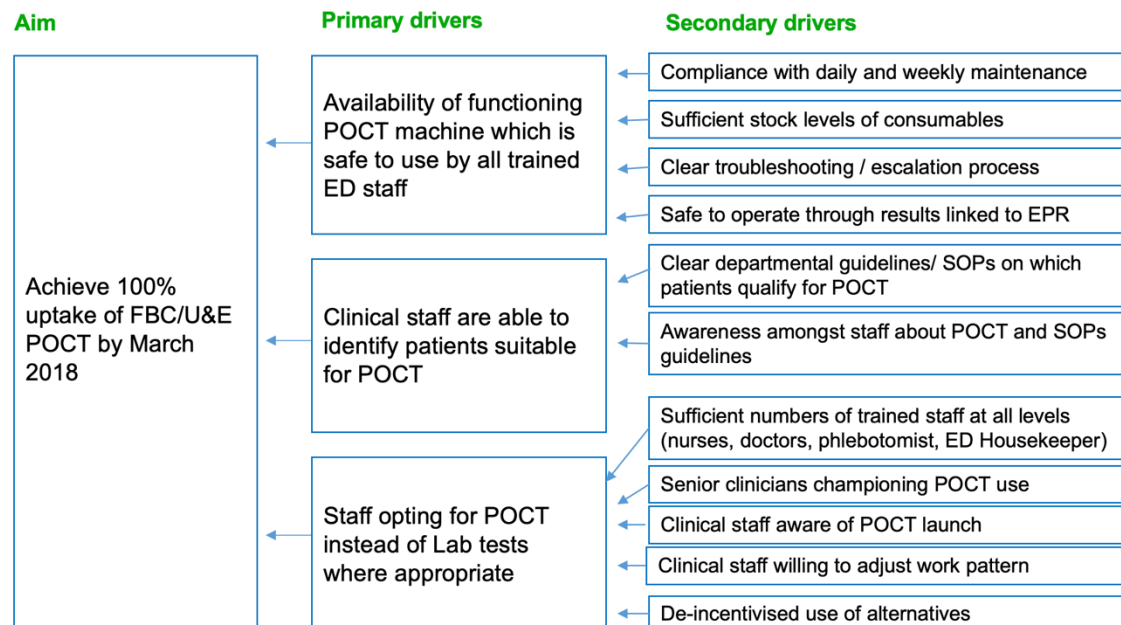 Aim
Primary drivers
Secondary drivers
Achieve 100%
uptake of FBC/U&E
POCT by March
2018
Availability of functioning
POCT machine which is
safe to use by all trained
ED staff
Clinical staff are able to
identify patients suitable
for POCT
Staff opting for POCT
instead of Lab tests
where appropriate
Compliance with daily and weekly maintenance
Sufficient stock levels of consumables
Clear troubleshooting / escalation process
Safe to operate through results linked to EPR
Clear departmental guidelines/ SOPs on which
patients qualify for POCT
Awareness amongst staff about POCT and SOPs
guidelines
Sufficient numbers of trained staff at all levels
(nurses, doctors, phlebotomist, ED Housekeeper)
Senior clinicians championing POCT use
Clinical staff aware of POCT launch
Clinical staff willing to adjust work pattern
De-incentivised use of alternatives